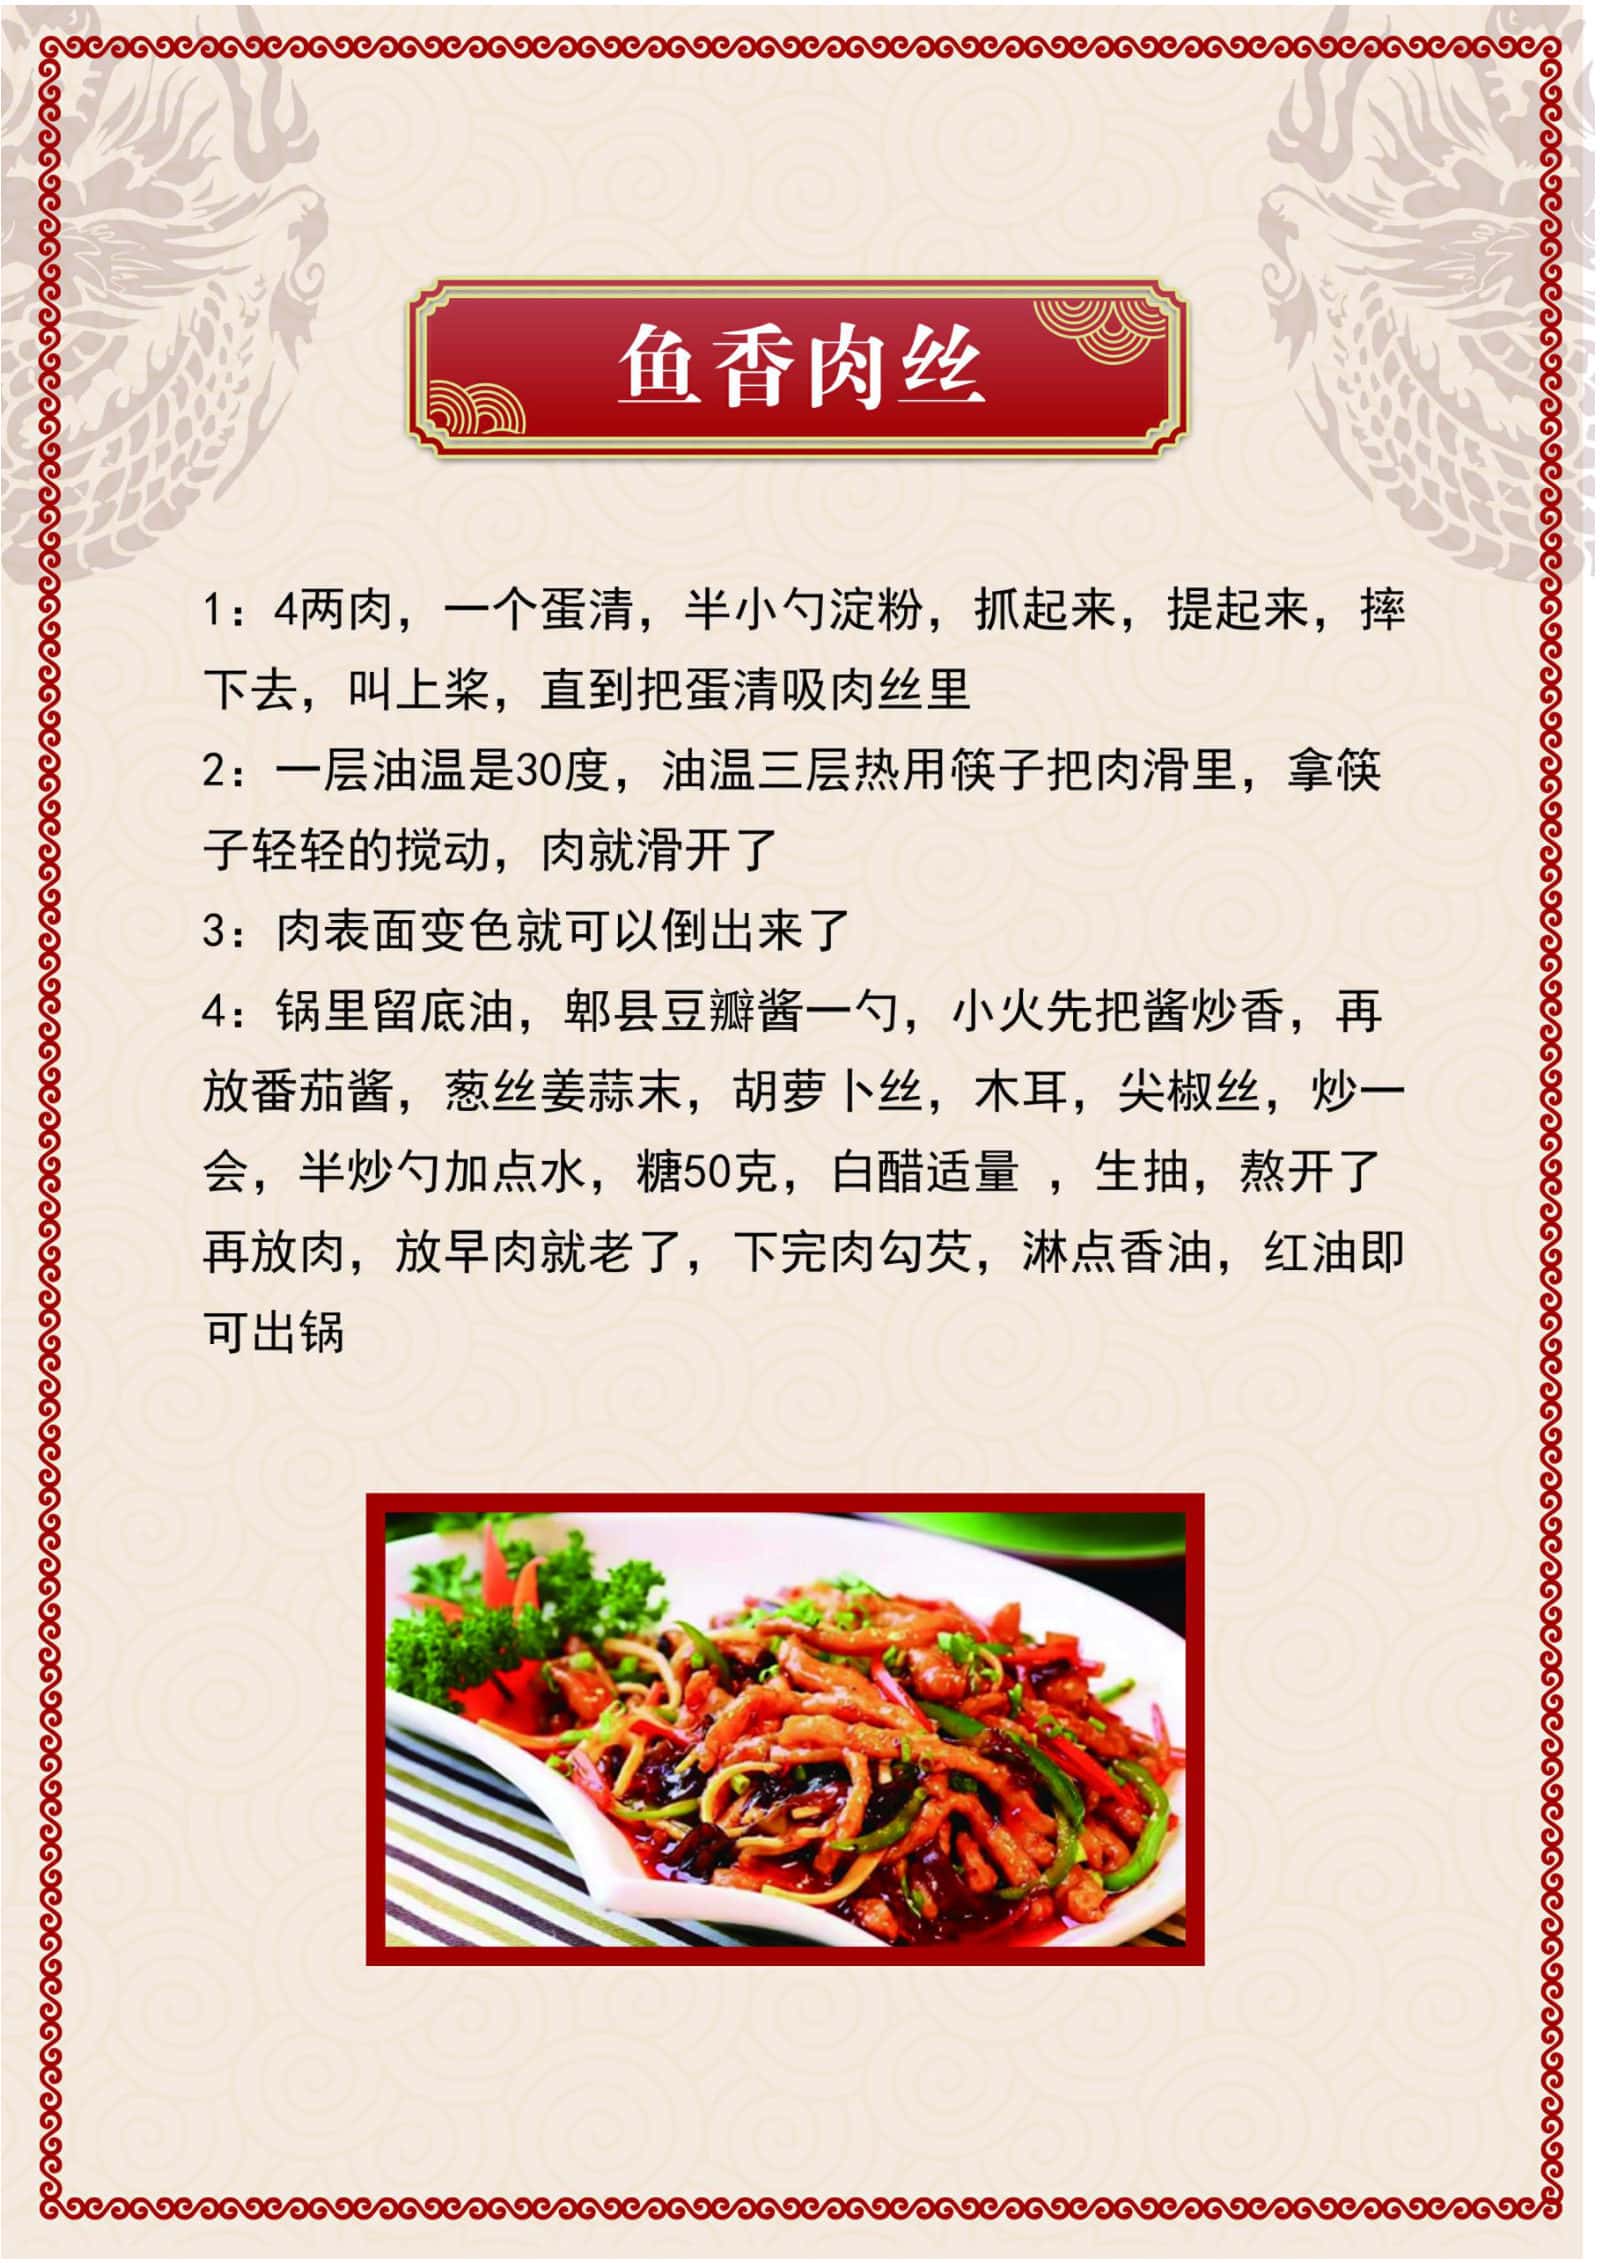 鱼香肉丝
1：4两肉，一个蛋清，半小勺淀粉，抓起来，提起来，摔
下去，叫上桨，直到把蛋清吸肉丝里
2：一层油温是30度，油温三层热用筷子把肉滑里，拿筷
子轻轻的搅动，肉就滑开了
3：肉表面变色就可以倒出来了
4：锅里留底油，郫县豆瓣酱一勺，小火先把酱炒香，再
放番茄酱，葱丝姜蒜末，胡萝卜丝，木耳，尖椒丝，炒一
会，半炒勺加点水，糖50克，白醋适量 ，生抽，熬开了
再放肉，放早肉就老了，下完肉勾芡，淋点香油，红油即
可出锅